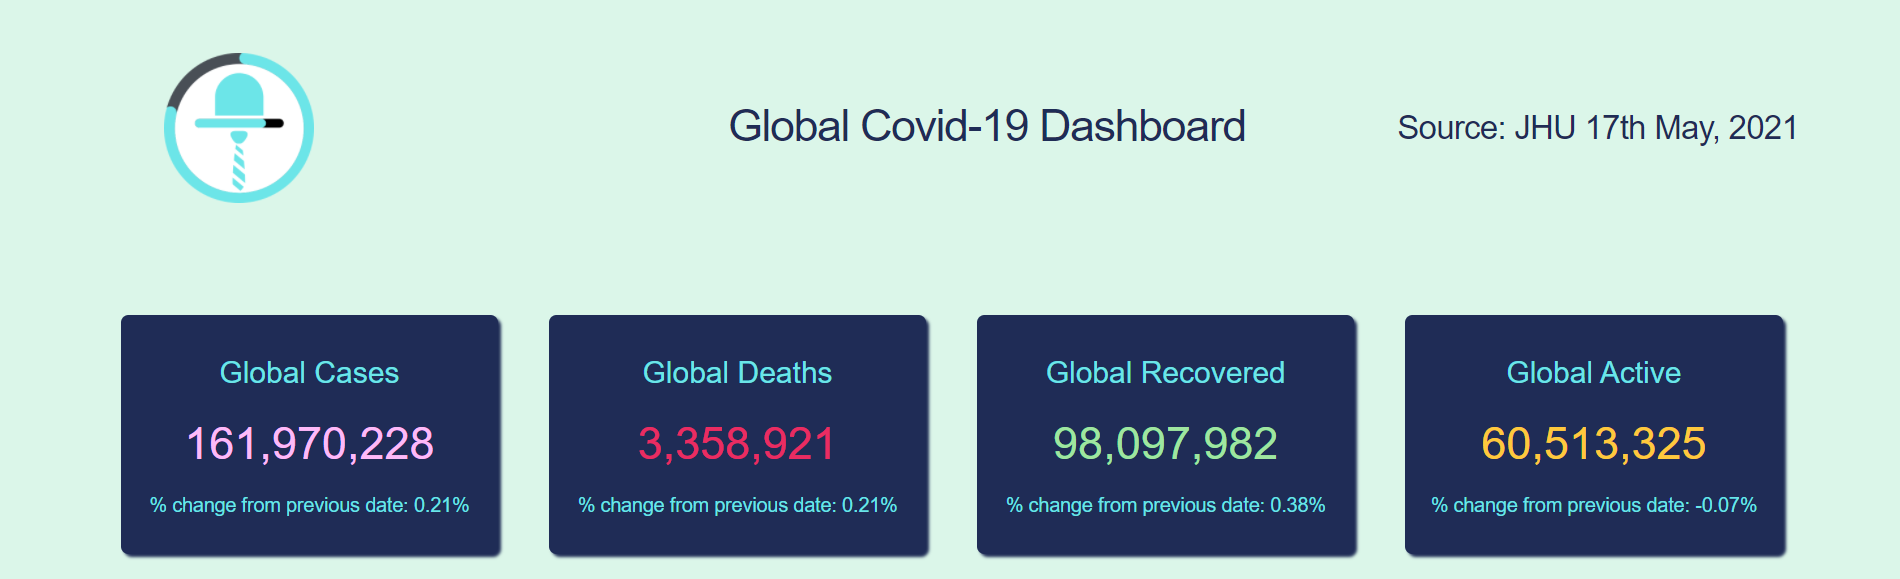 Global Covid-19 Dashboard
Source: JHU 17th May, 2021
Global Cases
161,970,228
% change from previous date: 0.21%
Global Deaths
3,358,921
% change from previous date: 0.21%
Global Recovered
98,097,982
% change from previous date: 0.38%
Global Active
60,513,325
% change from previous date: -0.07%